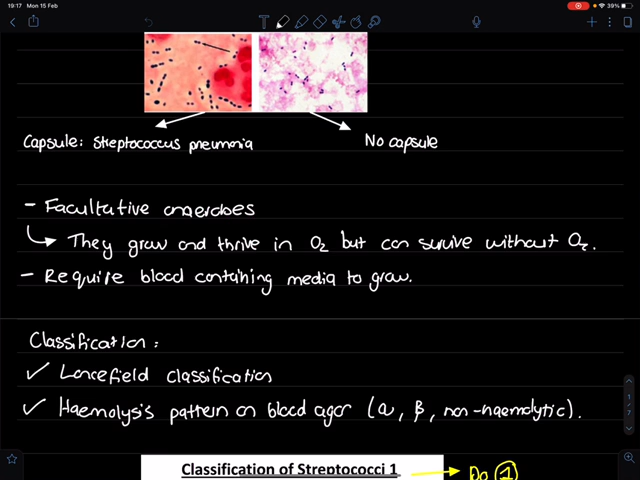 19:17 Mon 15 Feb 39%
Capsule: Streptococcus pneumonia No capsule
- Facultative anaerobes
They grow and thrive in O2 but can survive without O2.
- Require blood containing media to grow.
Classification:
✓ Lancefield classification
✓ Haemolysis pattern on blood agar (α, β, non-haemolytic).
1
7
Classification of Streptococci 1 Do 1